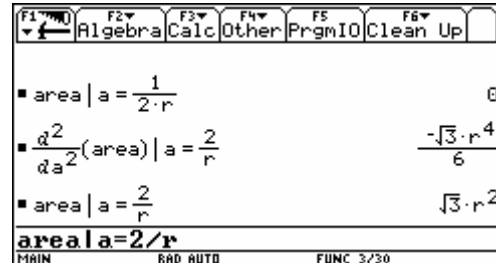 F1 F2 Algebra F3 Calc F4 Other F5 PrgmIO F6 Clean Up
▪ area | a = 1/(2·r) 0
▪ d²/da²(area) | a = 2/r -√3·r⁴/6
▪ area | a = 2/r √3·r²
area|a=2/r
MAIN RAD AUTO FUNC 3/30